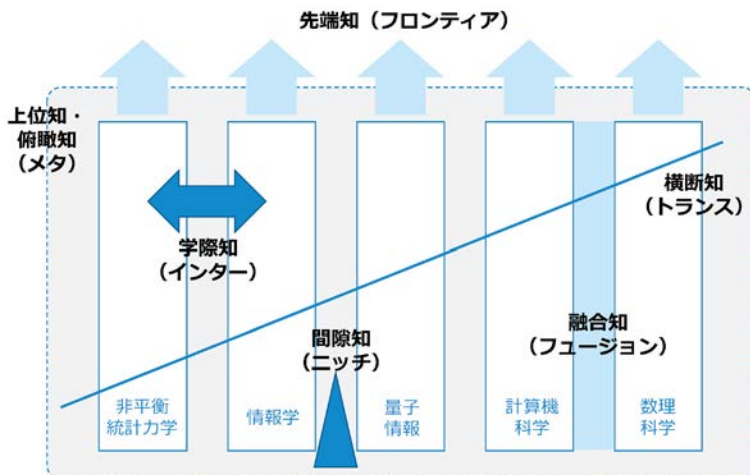 先端知（フロンティア）
上位知・
俯瞰知
（メタ）
横断知
（トランス）
学際知
（インター）
間隙知
（ニッチ）
融合知
（フュージョン）
非平衡
統計力学
情報学
量子
情報
計算機
科学
数理
科学